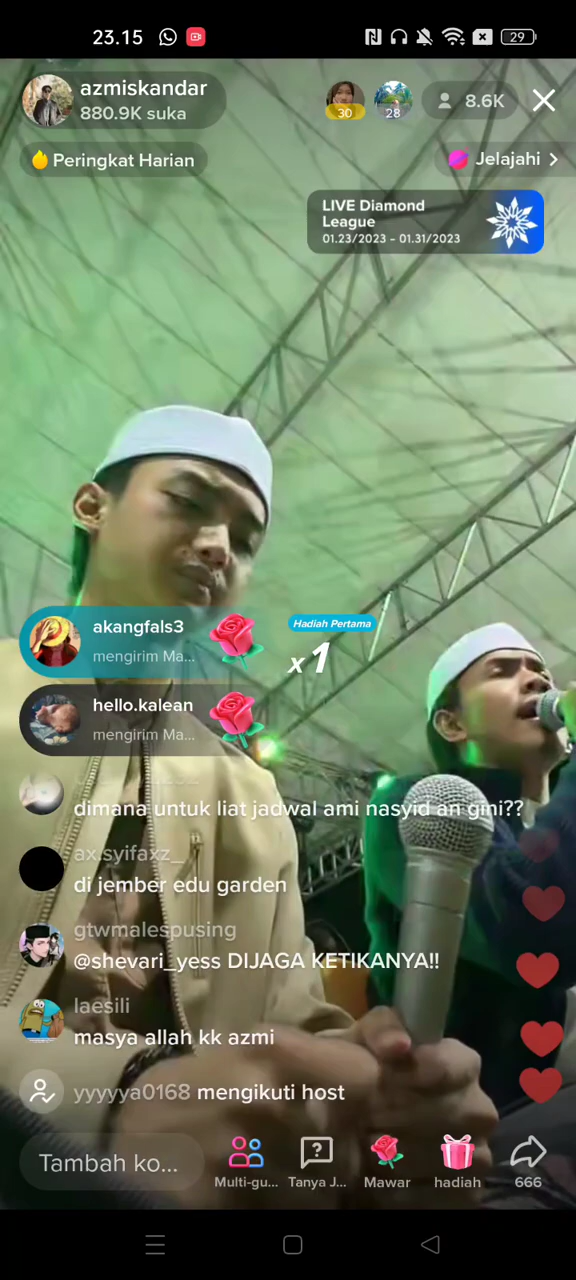 23.15
29
azmiskandar
880.9K suka
30
28
8.6K
Peringkat Harian
Jelajahi
LIVE Diamond
League
01.23/2023 - 01.31/2023
akangfals3
mengirim Ma...
Hadiah Pertama
x1
hello.kalean
mengirim Ma...
dimana untuk liat jadwal ami nasyid an gini??
ax.syifaxz_
di jember edu garden
gtwmalespusing
@shevari_yess DIJAGA KETIKANYA!!
laesili
masya allah kk azmi
yyyyya0168 mengikuti host
Tambah ko...
Multi-gu...
Tanya J...
Mawar
hadiah
666